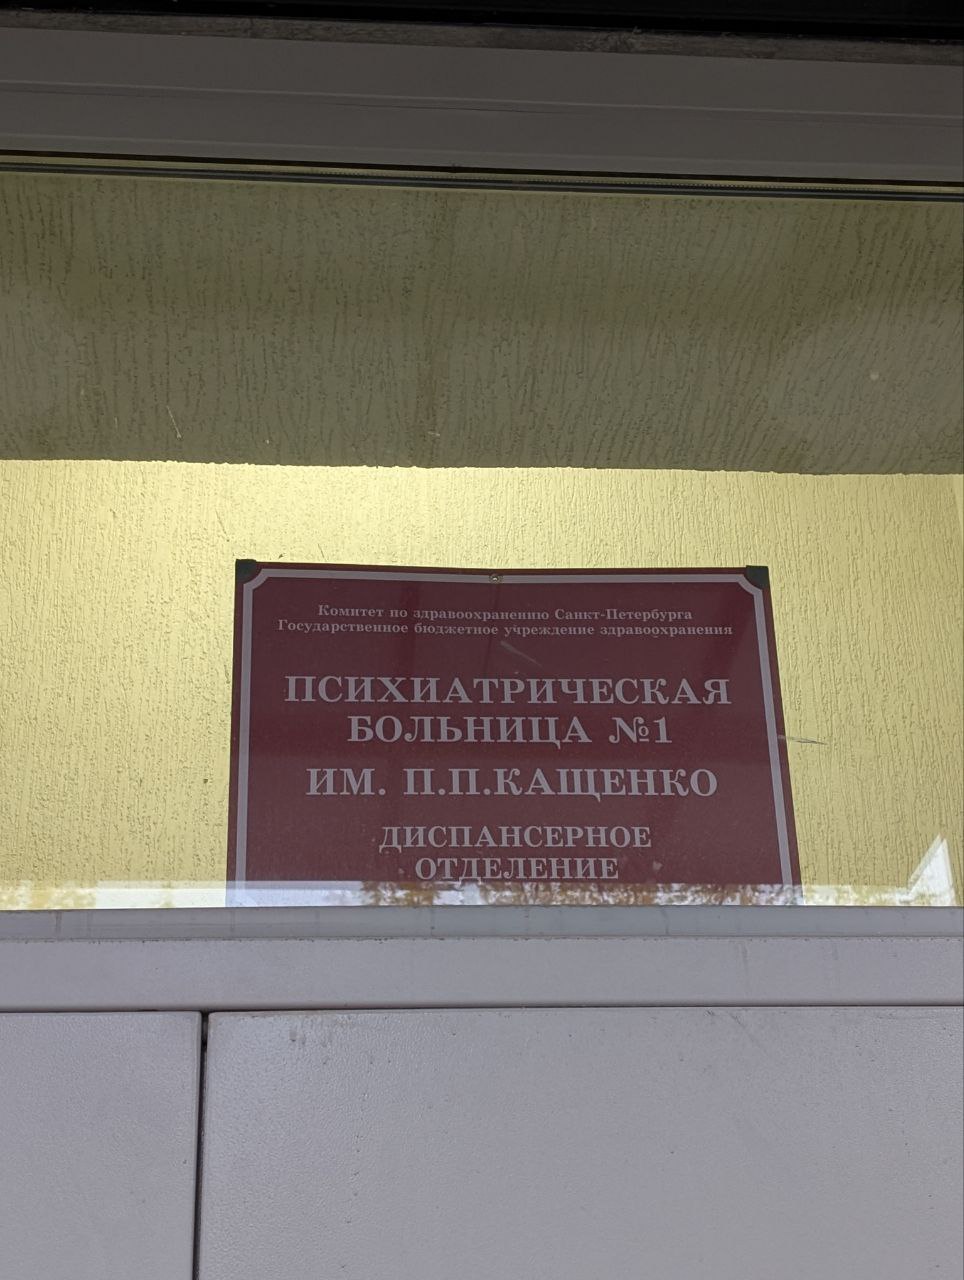 Комитет по здравоохранению Санкт-Петербурга
Государственное бюджетное учреждение здравоохранения
ПСИХИАТРИЧЕСКАЯ
БОЛЬНИЦА №1
ИМ. П.П.КАЩЕНКО
ДИСПАНСЕРНОЕ
ОТДЕЛЕНИЕ